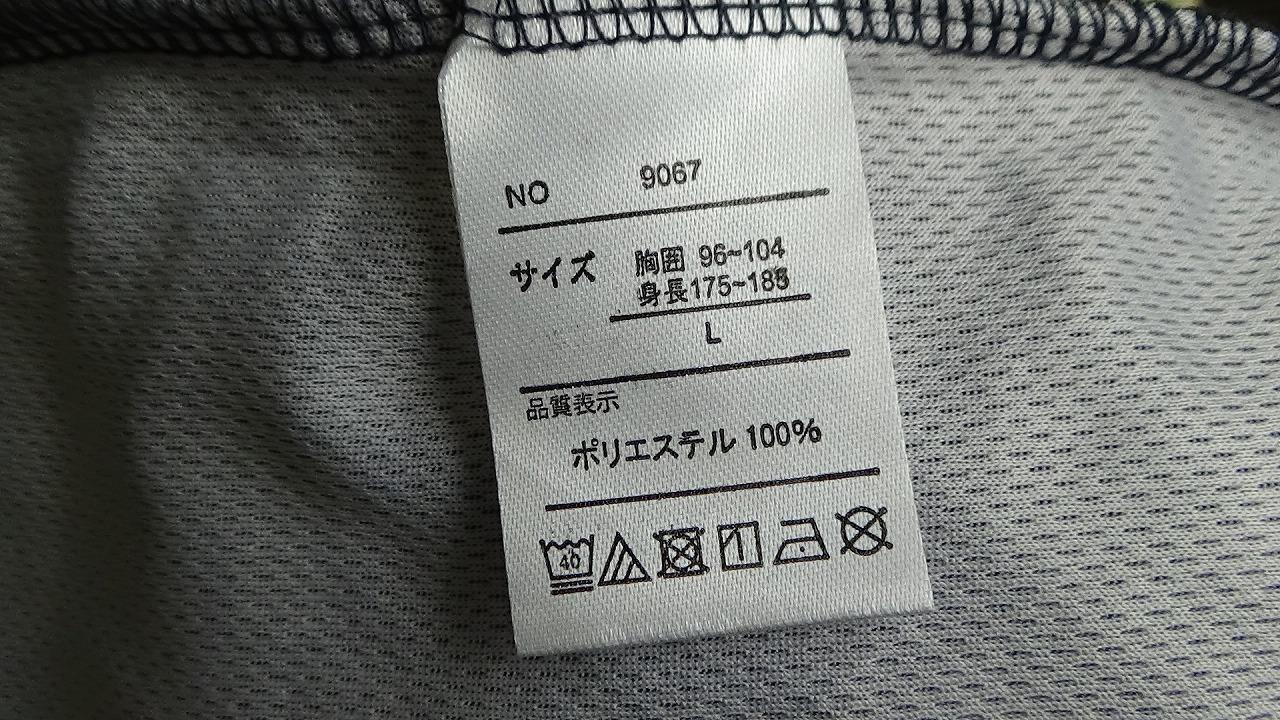 NO 9067
サイズ 胸囲 96~104
身長175~185
L
品質表示
ポリエステル 100%
40